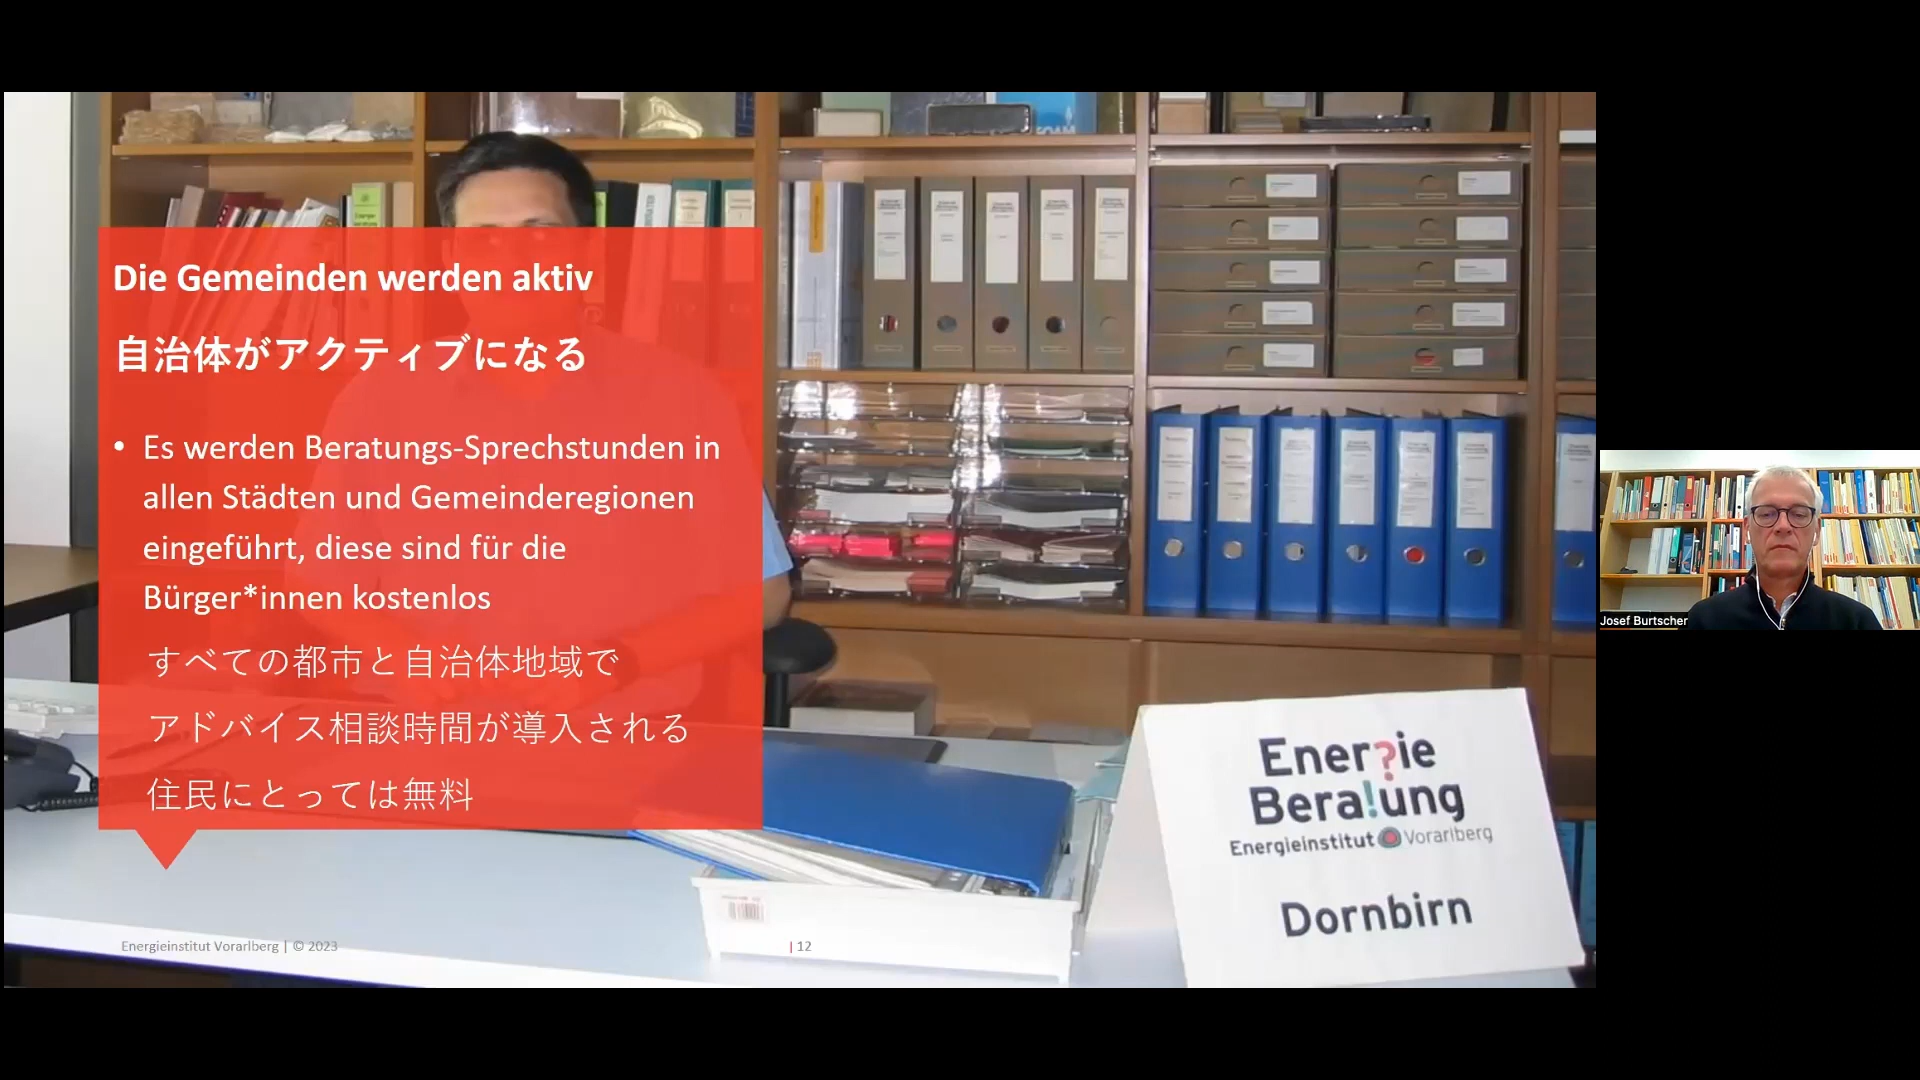 Die Gemeinden werden aktiv
自治体がアクティブになる
• Es werden Beratungs-Sprechstunden in
allen Städten und Gemeinderegionen
eingeführt, diese sind für die
Bürger*innen kostenlos
すべての都市と自治体地域で
アドバイス相談時間が導入される
住民にとっては無料
Energieinstitut Vorarlberg | © 2023
| 12
Ener?ie
Bera!ung
Energieinstitut Vorarlberg
Dornbirn
Josef Burtscher